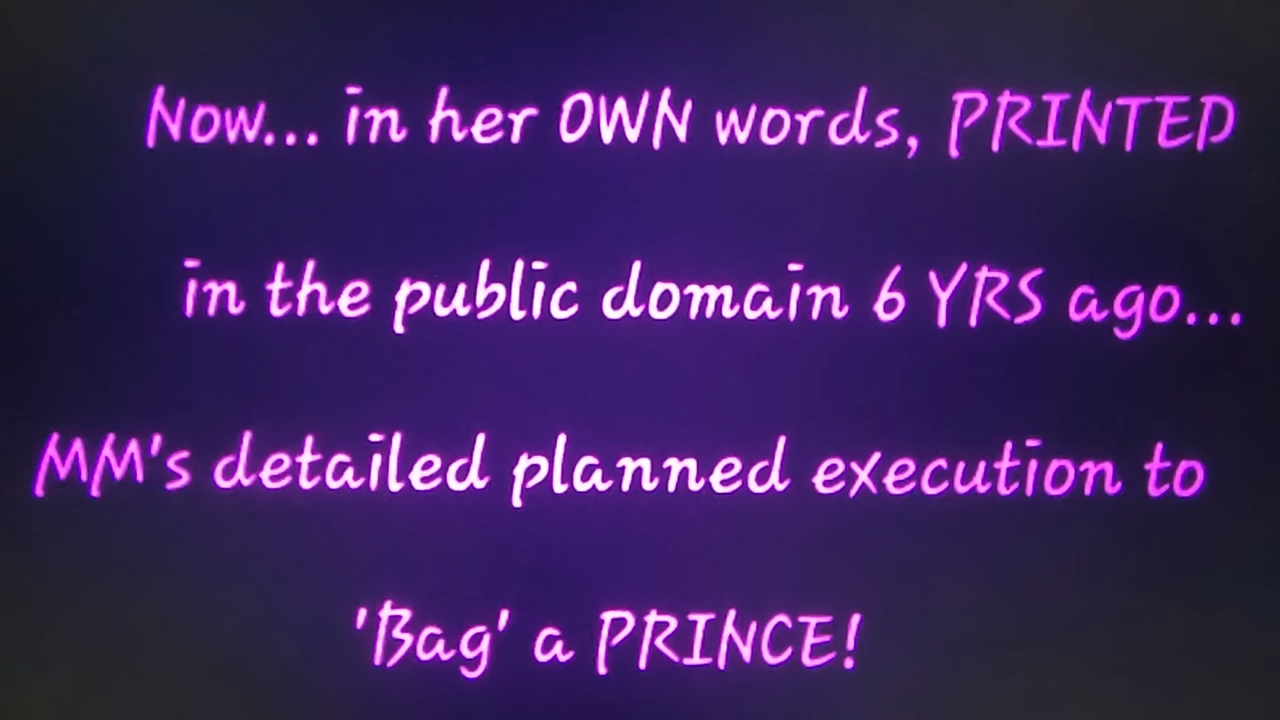 Now... in her OWN words, PRINTED
in the public domain 6 YRS ago...
MM's detailed planned execution to
'Bag' a PRINCE!